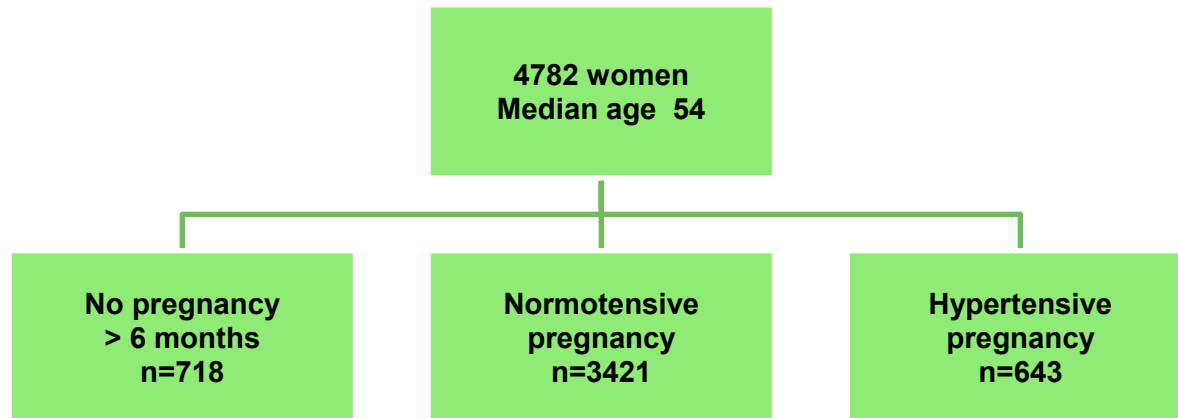 4782 women
Median age  54
No pregnancy
> 6 months
n=718
Normotensive
pregnancy
n=3421
Hypertensive
pregnancy
n=643